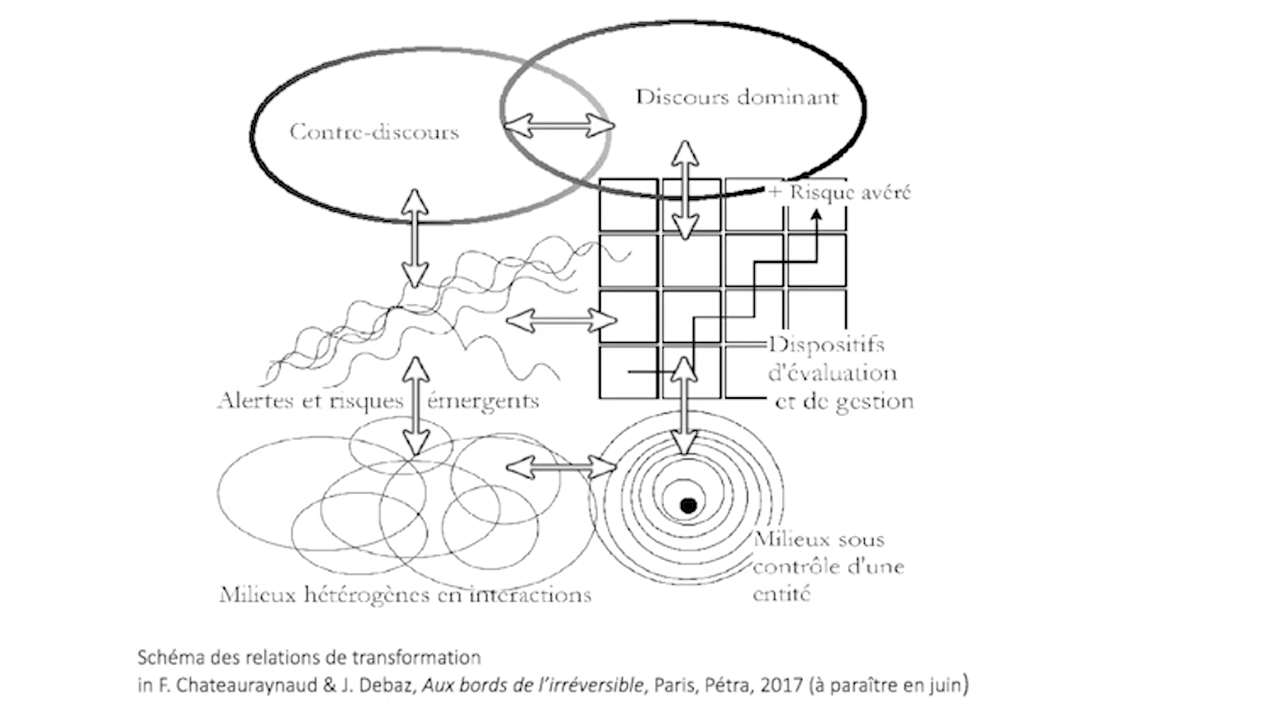 Discours dominant
Contre-discours
+ Risque avéré
Dispositifs
d'évaluation
et de gestion
Alertes et risques émergents
Milieux sous
contrôle d'une
entité
Milieux hétérogènes en interactions
Schéma des relations de transformation
in F. Chateauraynaud & J. Debaz, Aux bords de l'irréversible, Paris, Pétra, 2017 (à paraître en juin)